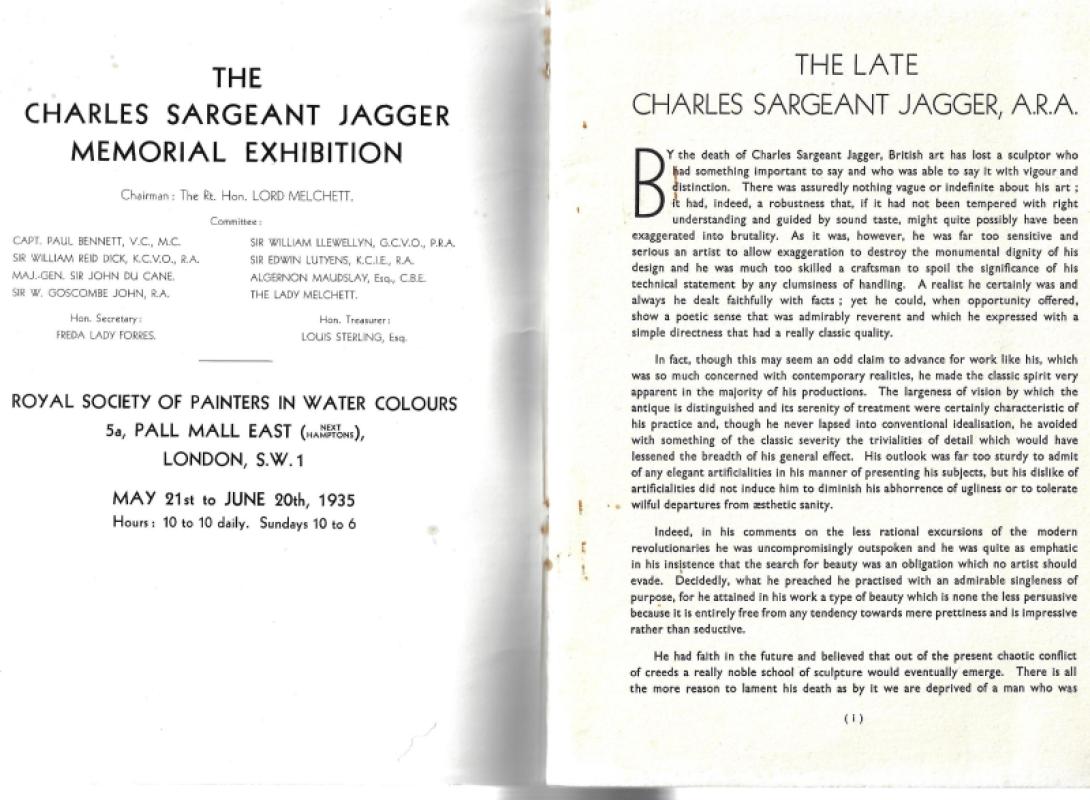 THE
CHARLES SARGEANT JAGGER
MEMORIAL EXHIBITION
Chairman: The Rt. Hon. LORD MELCHETT.
Committee:
CAPT. PAUL BENNETT, V.C., M.C.
SIR WILLIAM REID DICK, K.C.V.O., R.A.
MAJ.-GEN. SIR JOHN DU CANE.
SIR W. GOSCOMBE JOHN, R.A.
SIR WILLIAM LLEWELLYN, G.C.V.O., P.R.A.
SIR EDWIN LUTYENS, K.C.I.E., R.A.
ALGERNON MAUDSLAY, Esq., C.B.E.
THE LADY MELCHETT.
Hon. Secretary:
FREDA LADY FORRES.
Hon. Treasurer:
LOUIS STERLING, Esq.
ROYAL SOCIETY OF PAINTERS IN WATER COLOURS
5a, PALL MALL EAST (NEXT HAMPTONS),
LONDON, S.W.1
MAY 21st to JUNE 20th, 1935
Hours: 10 to 10 daily. Sundays 10 to 6
THE LATE
CHARLES SARGEANT JAGGER, A.R.A.
BY the death of Charles Sargeant Jagger, British art has lost a sculptor who
had something important to say and who was able to say it with vigour and
distinction. There was assuredly nothing vague or indefinite about his art;
it had, indeed, a robustness that, if it had not been tempered with right
understanding and guided by sound taste, might quite possibly have been
exaggerated into brutality. As it was, however, he was far too sensitive and
serious an artist to allow exaggeration to destroy the monumental dignity of his
design and he was much too skilled a craftsman to spoil the significance of his
technical statement by any clumsiness of handling. A realist he certainly was and
always he dealt faithfully with facts; yet he could, when opportunity offered,
show a poetic sense that was admirably reverent and which he expressed with a
simple directness that had a really classic quality.
In fact, though this may seem an odd claim to advance for work like his, which
was so much concerned with contemporary realities, he made the classic spirit very
apparent in the majority of his productions. The largeness of vision by which the
antique is distinguished and its serenity of treatment were certainly characteristic of
his practice and, though he never lapsed into conventional idealisation, he avoided
with something of the classic severity the trivialities of detail which would have
lessened the breadth of his general effect. His outlook was far too sturdy to admit
of any elegant artificialities in his manner of presenting his subjects, but his dislike of
artificialities did not induce him to diminish his abhorrence of ugliness or to tolerate
wilful departures from æsthetic sanity.
Indeed, in his comments on the less rational excursions of the modern
revolutionaries he was uncompromisingly outspoken and he was quite as emphatic
in his insistence that the search for beauty was an obligation which no artist should
evade. Decidedly, what he preached he practised with an admirable singleness of
purpose, for he attained in his work a type of beauty which is none the less persuasive
because it is entirely free from any tendency towards mere prettiness and is impressive
rather than seductive.
He had faith in the future and believed that out of the present chaotic conflict
of creeds a really noble school of sculpture would eventually emerge. There is all
the more reason to lament his death as by it we are deprived of a man who was
(1)